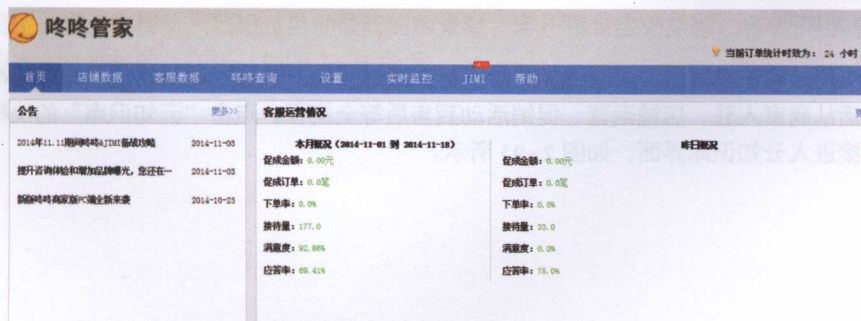 咚咚管家
当前订单统计时效为： 24 小时
首页 店铺数据 客服数据 咚咚查询 设置 实时监控 JIMI 帮助
公告 更多>>
2014年11.11期间咚咚&JIMI备战攻略 2014-11-03
提升咨询体验和增加品牌曝光，您还在一 2014-11-03
新版咚咚商家版PC端全新来袭 2014-10-23
客服运营情况
本月概况（2014-11-01 到 2014-11-18）
促成金额：0.00元
促成订单：0.0笔
下单率：0.0%
接待量：177.0
满意度：92.86%
应答率：69.41%
昨日概况
促成金额：0.00元
促成订单：0.0笔
下单率：0.0%
接待量：33.0
满意度：0.0%
应答率：78.0%